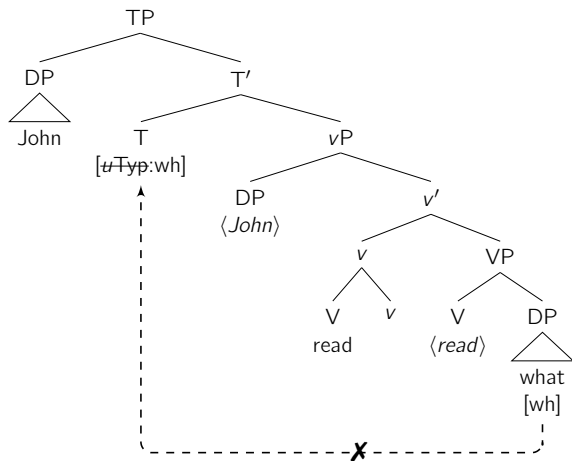 TP
DP T′
John T vP
[uTyp:wh] DP v′
⟨John⟩ v VP
V v V DP
read ⟨read⟩ what
[wh]
✗